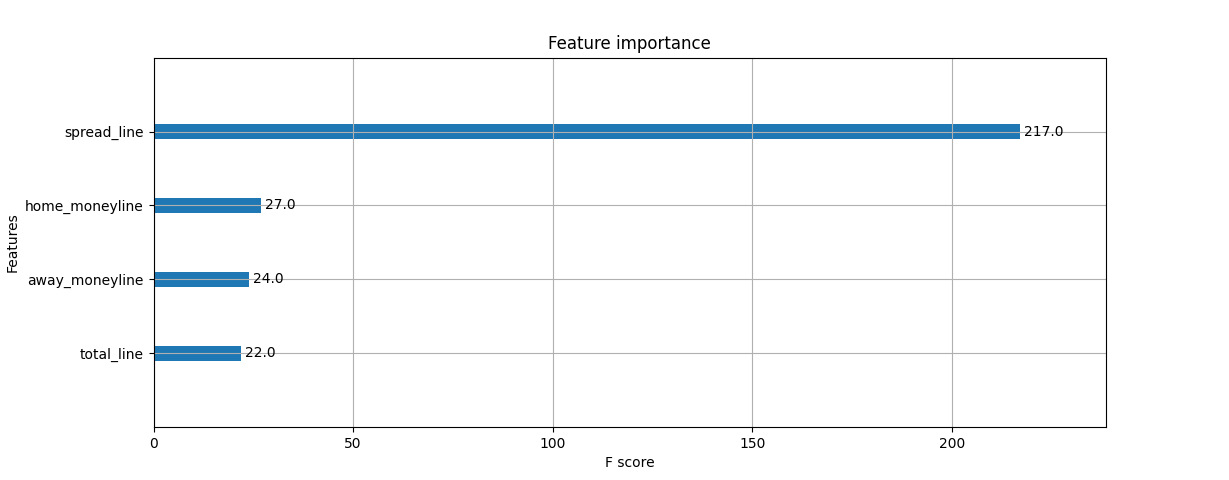 Feature importance
Features
spread_line
217.0
home_moneyline
27.0
away_moneyline
24.0
total_line
22.0
0 50 100 150 200
F score